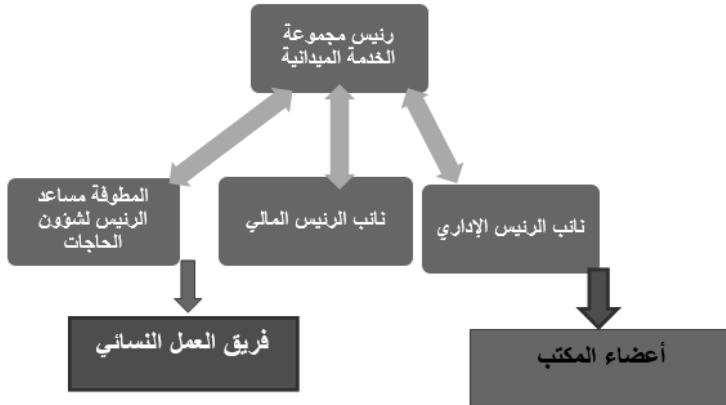 رئيس مجموعة
الخدمة الميدانية
نائب الرئيس الإداري
نائب الرئيس المالي
المطوفة مساعد
الرئيس لشؤون
الحاجات
أعضاء المكتب
فريق العمل النسائي